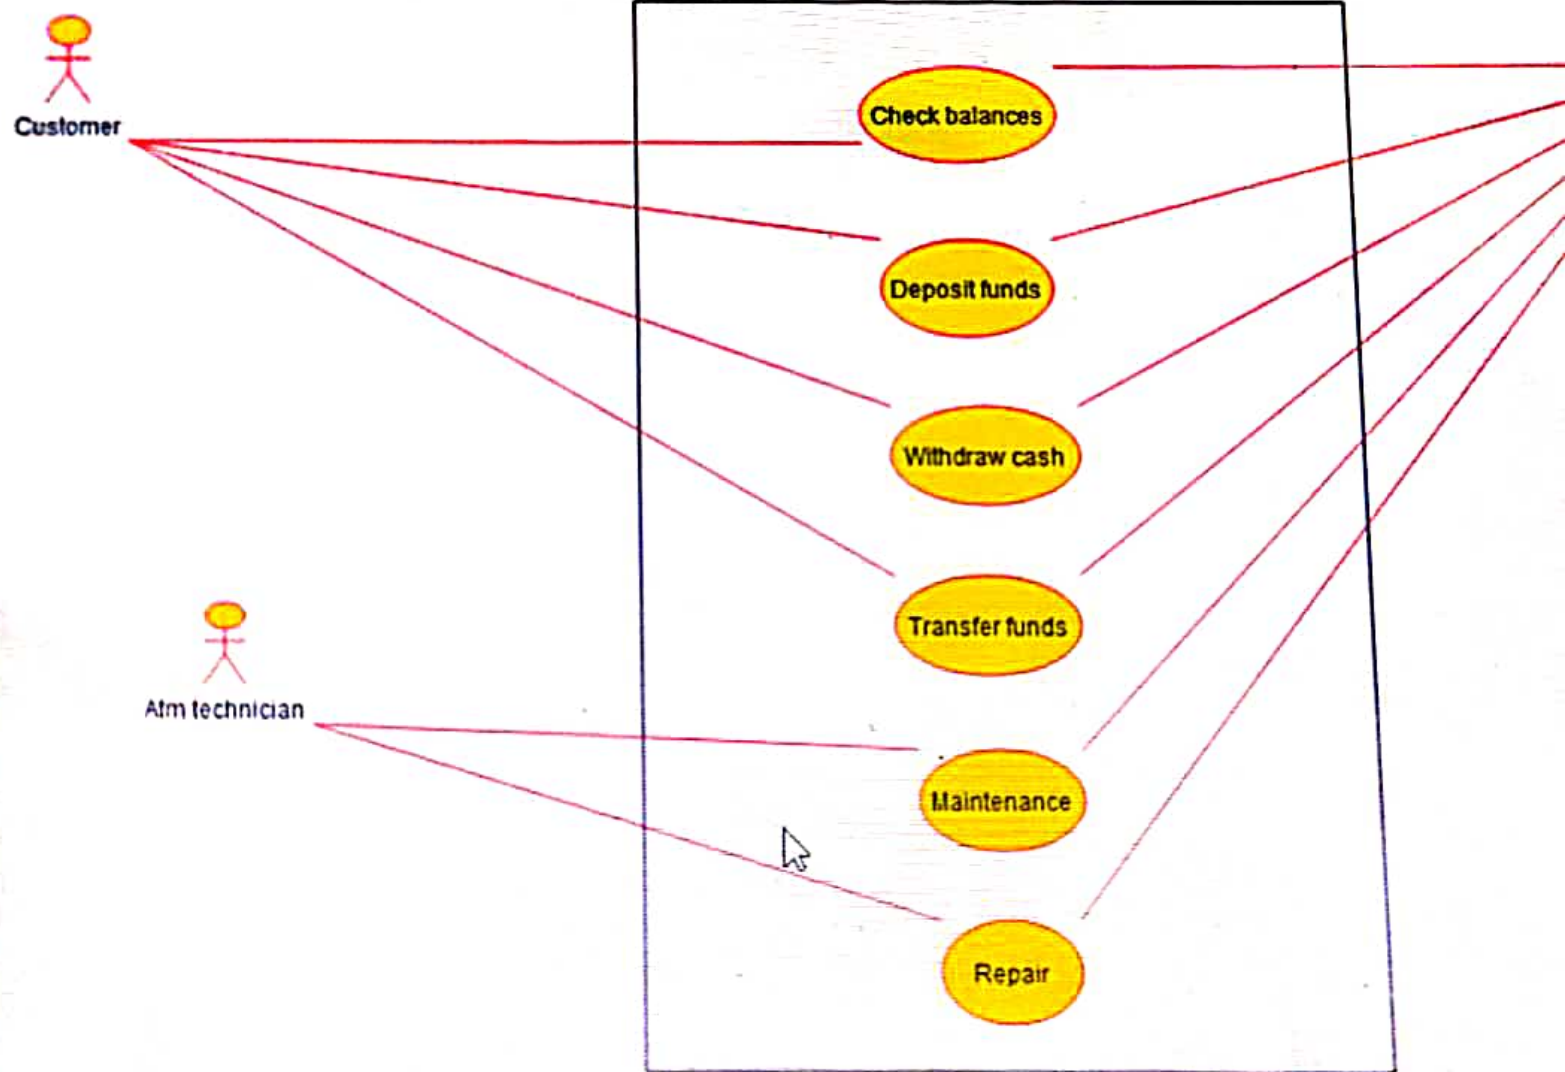 Customer
Check balances
Deposit funds
Withdraw cash
Transfer funds
Atm technician
Maintenance
Repair